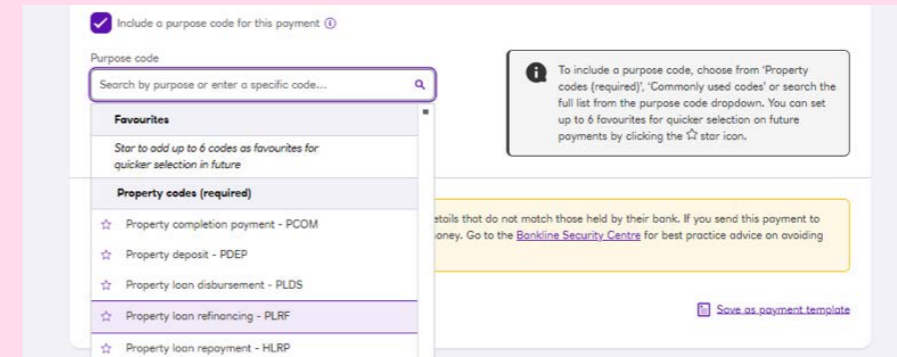 Include a purpose code for this payment
Purpose code
Search by purpose or enter a specific code...
Favourites
Star to add up to 6 codes as favourites for
quicker selection in future
Property codes (required)
Property completion payment - PCOM
Property deposit - PDEP
Property loan disbursement - PLDS
Property loan refinancing - PLRF
Property loan repayment - HLRP
To include a purpose code, choose from 'Property
codes (required)', 'Commonly used codes' or search the
full list from the purpose code dropdown. You can set
up to 6 favourites for quicker selection on future
payments by clicking the ☆ star icon.
etails that do not match those held by their bank. If you send this payment to
oney. Go to the Bankline Security Centre for best practice advice on avoiding
Save as payment template